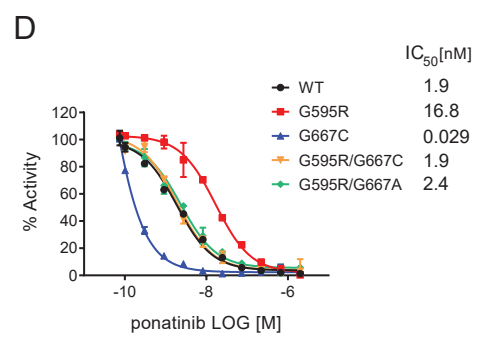 D
IC50[nM]
WT 1.9
G595R 16.8
G667C 0.029
G595R/G667C 1.9
G595R/G667A 2.4
120
100
80
60
40
20
0
% Activity
-10 -8 -6
ponatinib LOG [M]